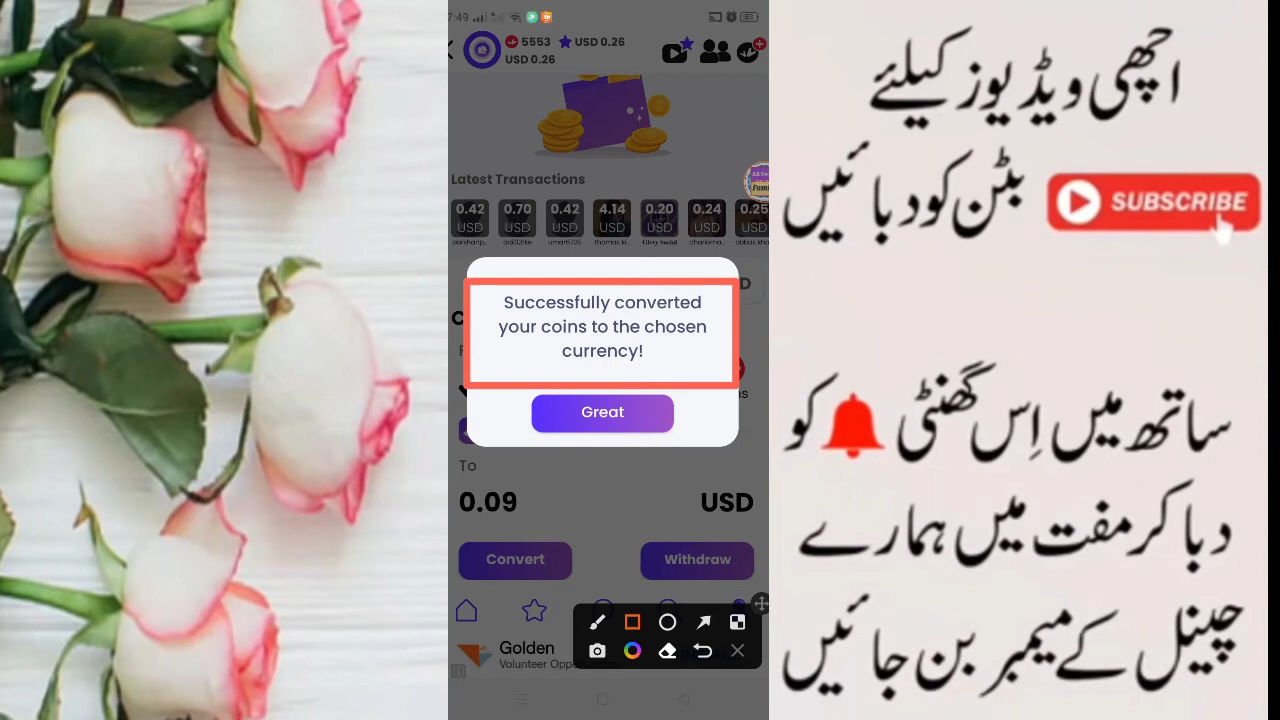 7:49
5553 USD 0.26
USD 0.26
Latest Transactions
0.42 0.70 0.42 4.14 0.20 0.24 0.25
USD USD USD USD USD USD USD
Successfully converted
your coins to the chosen
currency!
Great
To
0.09 USD
Convert Withdraw
Golden
Volunteer
اچھی ویڈیوز کیلئے
SUBSCRIBE بٹن کو دبائیں
ساتھ میں اِس گھنٹی کو
دبا کر مفت میں ہمارے
چینل کے میمبر بن جائیں